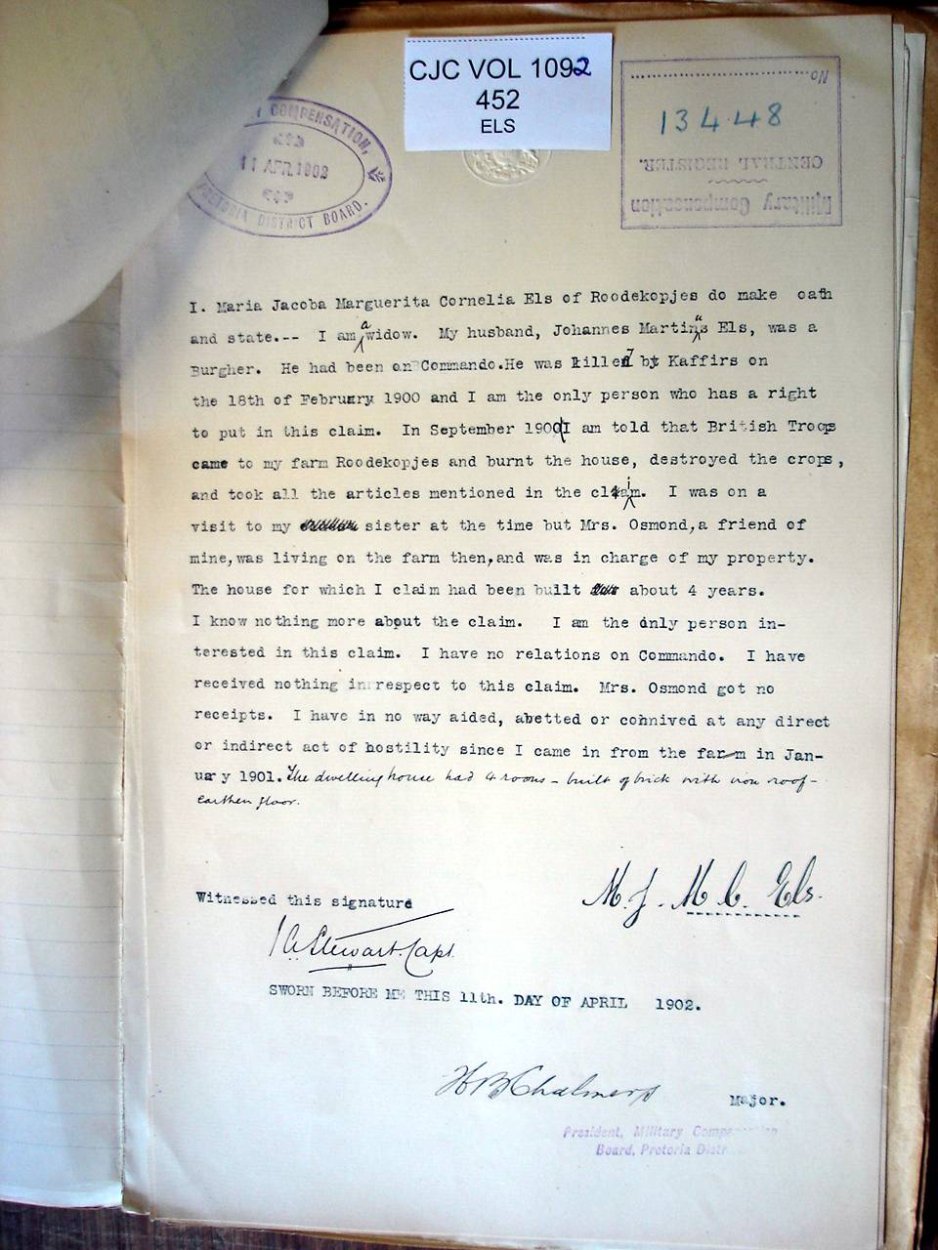 CJC VOL 1092
452
ELS
COMPENSATION,
11 APR 1902
PRETORIA DISTRICT BOARD.
No
13448
CENTRAL REGISTER.
Military Compensation
I. Maria Jacoba Marguerita Cornelia Els of Roodekopjes do make oath
and state.-- I am a widow. My husband, Johannes Martinus Els, was a
Burgher. He had been on Commando. He was killed by Kaffirs on
the 18th of February 1900 and I am the only person who has a right
to put in this claim. In September 1900 I am told that British Troops
came to my farm Roodekopjes and burnt the house, destroyed the crops,
and took all the articles mentioned in the claim. I was on a
visit to my sister at the time but Mrs. Osmond, a friend of
mine, was living on the farm then, and was in charge of my property.
The house for which I claim had been built about 4 years.
I know nothing more about the claim. I am the only person in-
terested in this claim. I have no relations on Commando. I have
received nothing in respect to this claim. Mrs. Osmond got no
receipts. I have in no way aided, abetted or connived at any direct
or indirect act of hostility since I came in from the farm in Jan-
uary 1901. The dwelling house had 4 rooms - built of brick with iron roof -
earthen floor.
M. J. M. C. Els.
Witnessed this signature
Stewart. Capt
SWORN BEFORE ME THIS 11th. DAY OF APRIL 1902.
H B Chalmers
Major.
President, Military Compensation
Board, Pretoria Distr